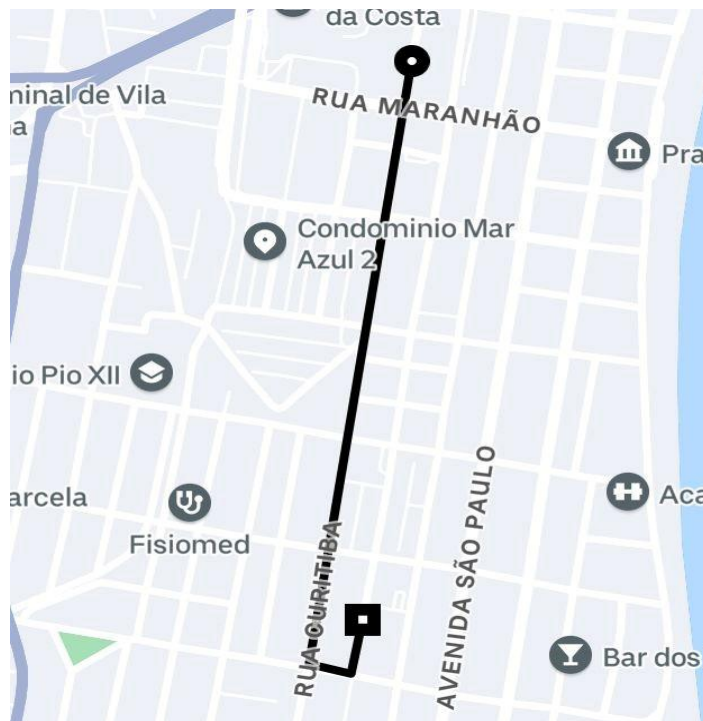 da Costa
minal de Vila
RUA MARANHÃO
Pra
Condominio Mar
Azul 2
io Pio XII
arcela
Aca
Fisiomed
RUA CURITIBA
AVENIDA SÃO PAULO
Bar dos